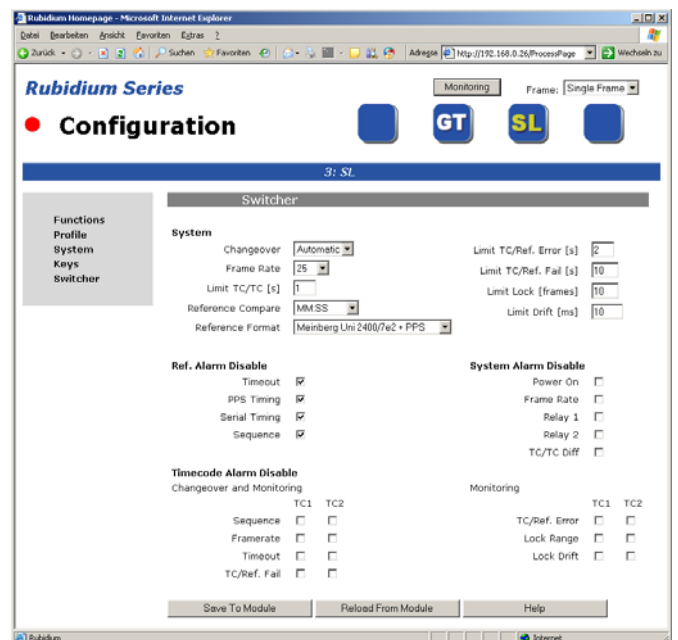 Rubidium Homepage - Microsoft Internet Explorer
Datei Bearbeiten Ansicht Favoriten Extras ?
Zurück Suchen Favoriten Adresse http://192.168.0.26/ProcessPage Wechseln zu
Rubidium Series
Monitoring Frame: Single Frame
Configuration GT SL
3: SL
Switcher
Functions
Profile
System
Keys
Switcher
System
Changeover Automatic Limit TC/Ref. Error [s] 2
Frame Rate 25 Limit TC/Ref. Fail [s] 10
Limit TC/TC [s] 1 Limit Lock [frames] 10
Reference Compare MM:SS Limit Drift [ms] 10
Reference Format Meinberg Uni 2400/7e2 + PPS
Ref. Alarm Disable System Alarm Disable
Timeout Power On
PPS Timing Frame Rate
Serial Timing Relay 1
Sequence Relay 2
TC/TC Diff
Timecode Alarm Disable
Changeover and Monitoring Monitoring
TC1 TC2 TC1 TC2
Sequence TC/Ref. Error
Framerate Lock Range
Timeout Lock Drift
TC/Ref. Fail
Save To Module Reload From Module Help
Rubidium Internet